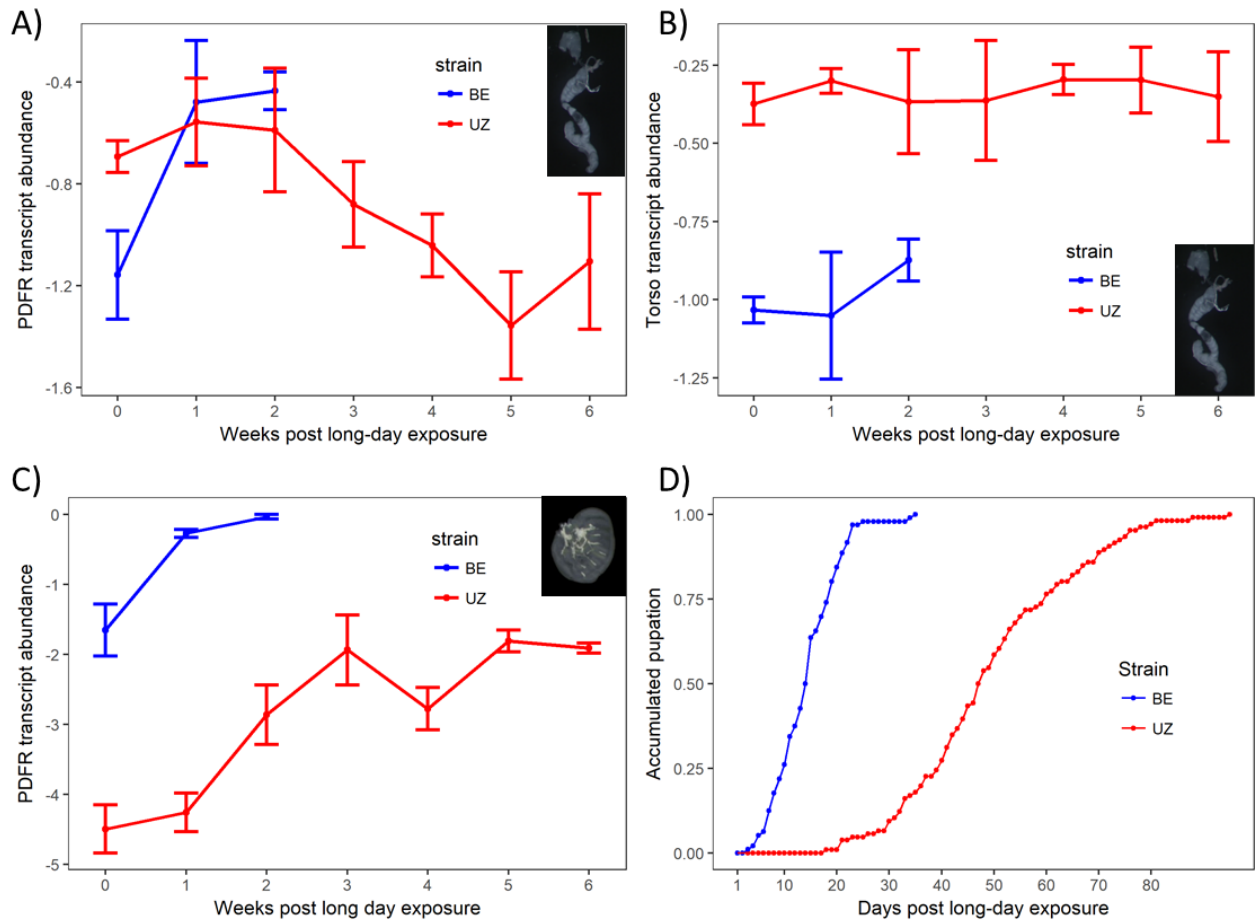 A)
PDFR transcript abundance
-0.4
-0.8
-1.2
-1.6
strain
BE
UZ
0 1 2 3 4 5 6
Weeks post long-day exposure
B)
Torso transcript abundance
-0.25
-0.50
-0.75
-1.00
-1.25
strain
BE
UZ
0 1 2 3 4 5 6
Weeks post long-day exposure
C)
PDFR transcript abundance
0
-1
-2
-3
-4
-5
strain
BE
UZ
0 1 2 3 4 5 6
Weeks post long day exposure
D)
Accumulated pupation
1.00
0.75
0.50
0.25
0.00
Strain
BE
UZ
1 10 20 30 40 50 60 70 80
Days post long-day exposure